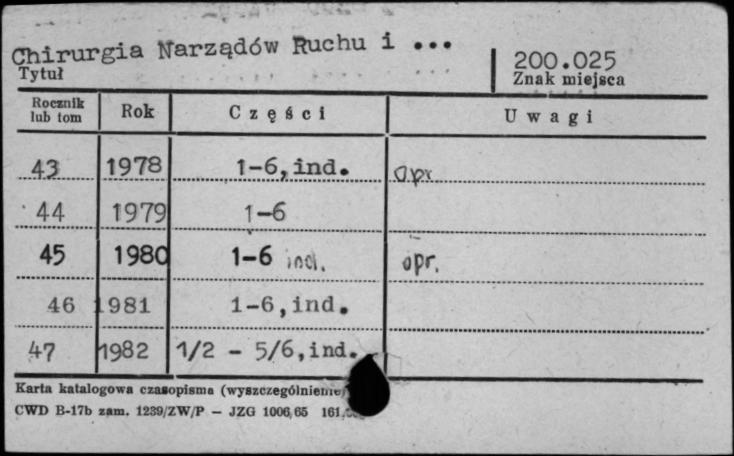 Chirurgia Narządów Ruchu i ...
Tytuł
200.025
Znak miejsca
Rocznik lub tom Rok Części Uwagi
43 1978 1-6, ind. opr
44 1979 1-6
45 1980 1-6 ind. opr.
46 1981 1-6, ind.
47 1982 1/2 - 5/6, ind.
Karta katalogowa czasopisma (wyszczególnienie)
CWD B-17b zam. 1239/ZW/P — JZG 1006/65 161.